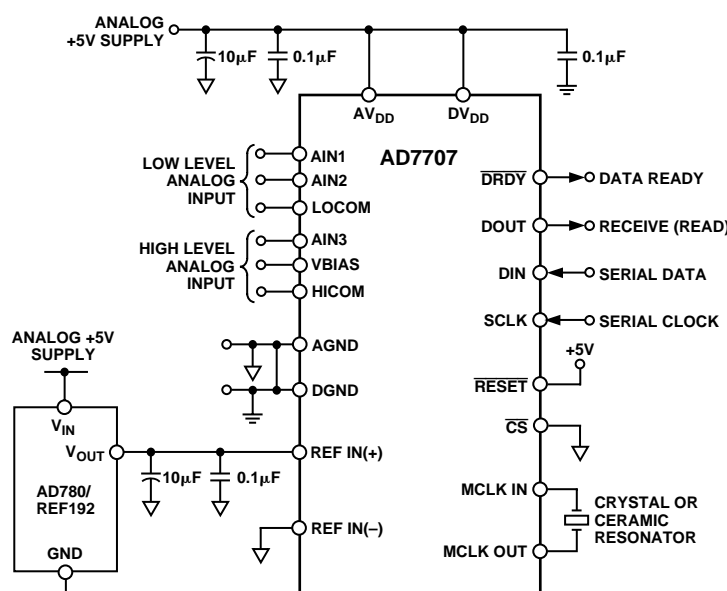 ANALOG
+5V SUPPLY
10µF
0.1µF
0.1µF
AVDD
DVDD
AD7707
LOW LEVEL
ANALOG
INPUT
AIN1
AIN2
LOCOM
HIGH LEVEL
ANALOG
INPUT
AIN3
VBIAS
HICOM
AGND
DGND
DRDY
DATA READY
DOUT
RECEIVE (READ)
DIN
SERIAL DATA
SCLK
SERIAL CLOCK
+5V
RESET
CS
ANALOG +5V
SUPPLY
VIN
VOUT
AD780/
REF192
GND
10µF
0.1µF
REF IN(+)
REF IN(–)
MCLK IN
MCLK OUT
CRYSTAL OR
CERAMIC
RESONATOR